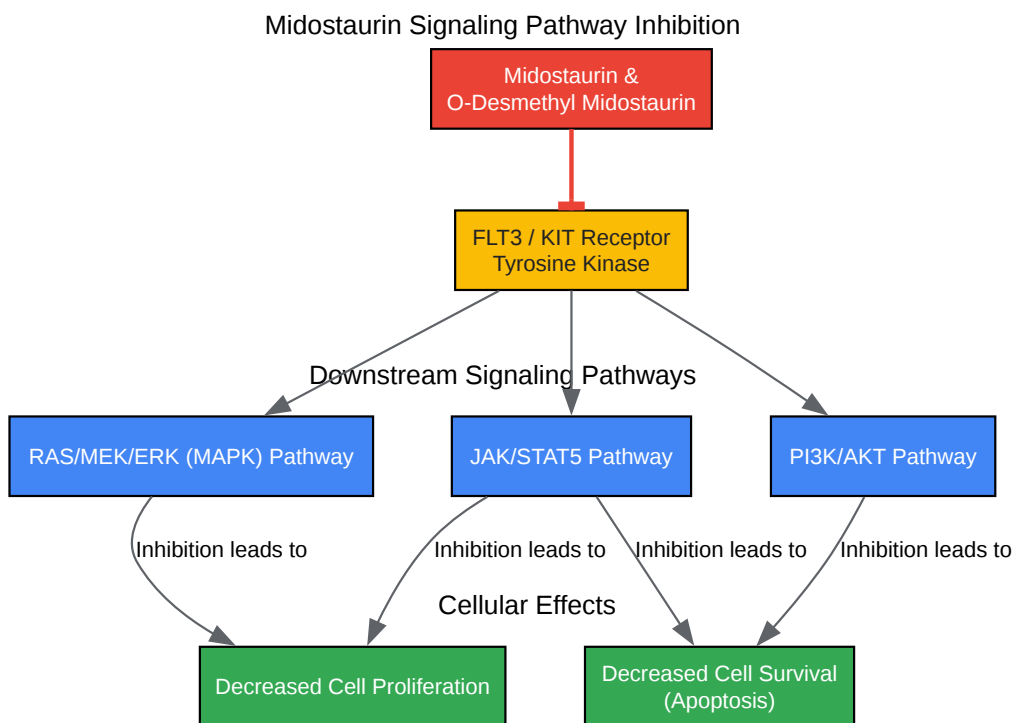 Midostaurin Signaling Pathway Inhibition
Midostaurin &
O-Desmethyl Midostaurin
FLT3 / KIT Receptor
Tyrosine Kinase
Downstream Signaling Pathways
RAS/MEK/ERK (MAPK) Pathway
JAK/STAT5 Pathway
PI3K/AKT Pathway
Inhibition leads to
Inhibition leads to
Inhibition leads to
Inhibition leads to
Cellular Effects
Decreased Cell Proliferation
Decreased Cell Survival
(Apoptosis)